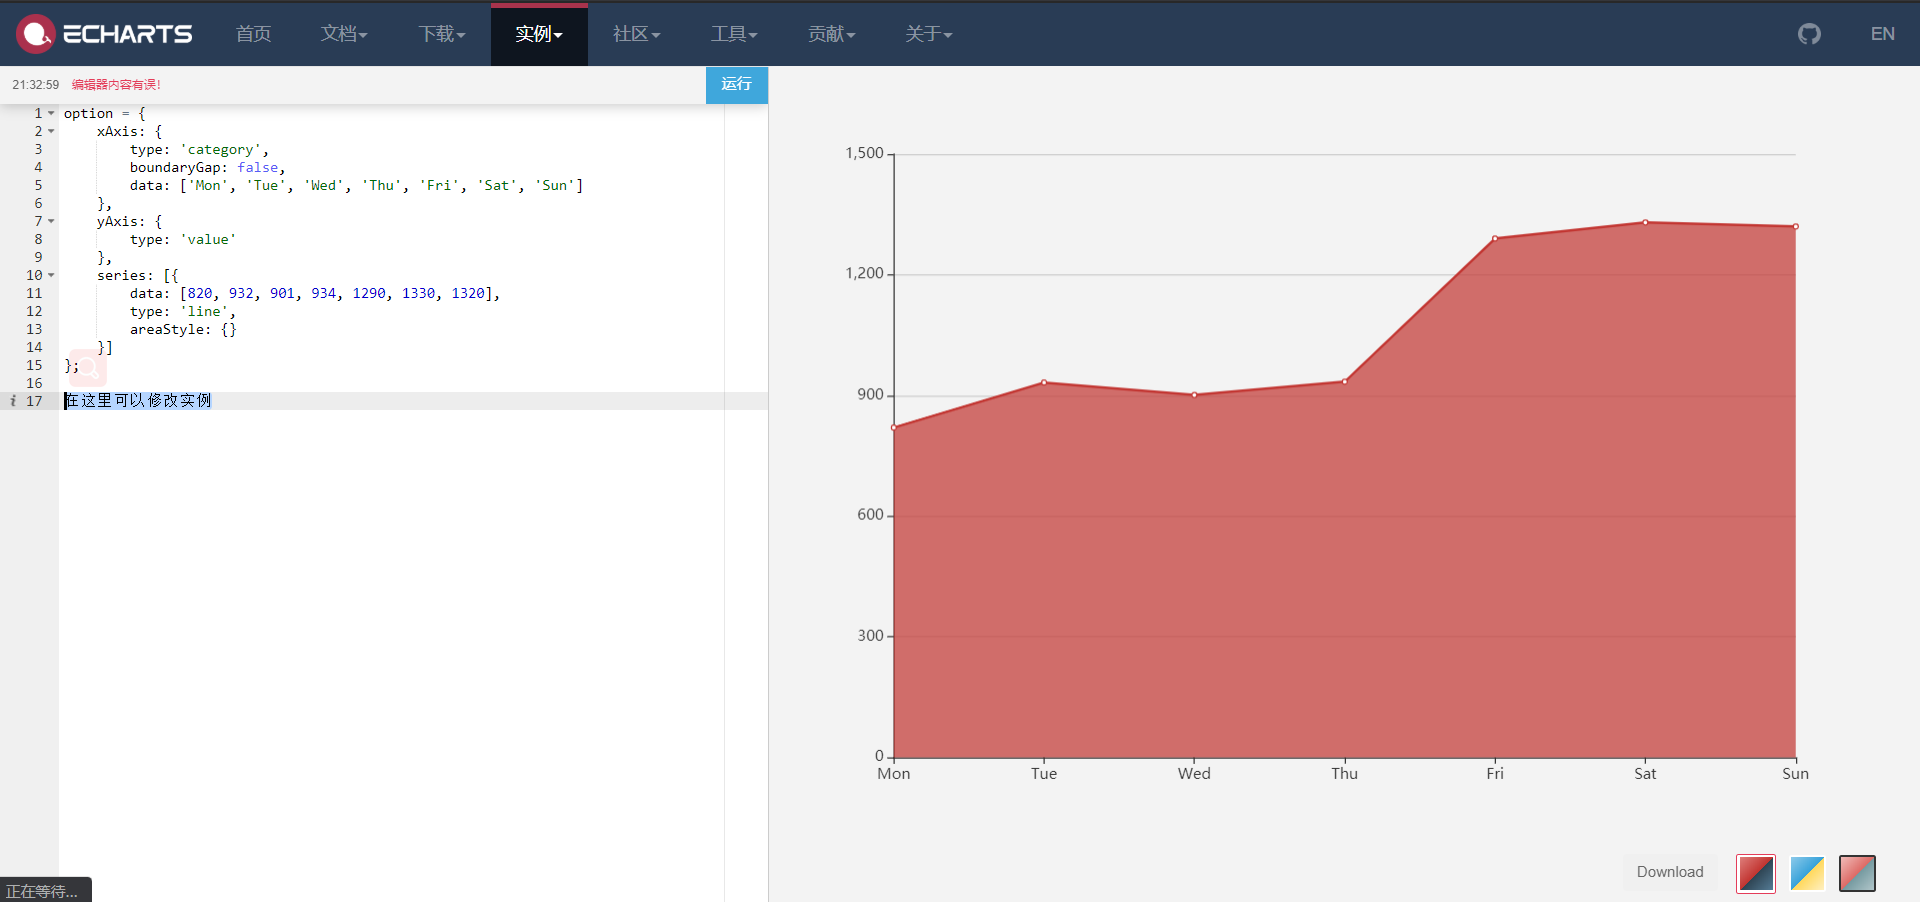 ECHARTS 首页 文档 下载 实例 社区 工具 贡献 关于 EN
21:32:59 编辑器内容有误! 运行
1 option = {
2 xAxis: {
3 type: 'category',
4 boundaryGap: false,
5 data: ['Mon', 'Tue', 'Wed', 'Thu', 'Fri', 'Sat', 'Sun']
6 },
7 yAxis: {
8 type: 'value'
9 },
10 series: [{
11 data: [820, 932, 901, 934, 1290, 1330, 1320],
12 type: 'line',
13 areaStyle: {}
14 }]
15 };
16
i 17 在这里可以修改实例
正在等待...
1,500
1,200
900
600
300
0
Mon Tue Wed Thu Fri Sat Sun
Download